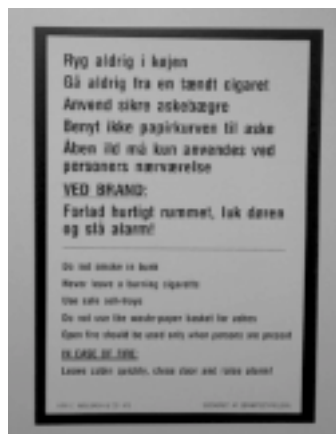 Ryg aldrig i køjen
Gå aldrig fra en tændt cigaret
Anvend sikre askebægre
Benyt ikke papirkurven til aske
Åben ild må kun anvendes ved
personers nærværelse
VED BRAND:
Forlad hurtigt rummet, luk døren
og slå alarm!
Do not smoke in bunk
Never leave a burning cigarette
Use safe ash-trays
Do not use the waste-paper basket for ashes
Open fire should be used only when persons are present
IN CASE OF FIRE:
Leave cabin quickly, close door and raise alarm!